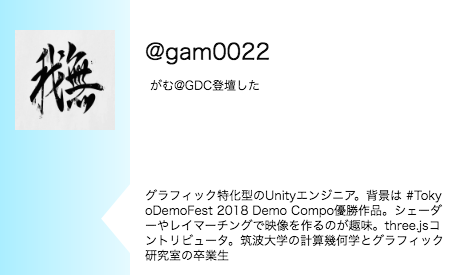 我無
@gam0022
がむ@GDC登壇した
グラフィック特化型のUnityエンジニア。背景は #Toky
oDemoFest 2018 Demo Compo優勝作品。シェーダ
ーやレイマーチングで映像を作るのが趣味。three.jsコ
ントリビュータ。筑波大学の計算幾何学とグラフィック
研究室の卒業生